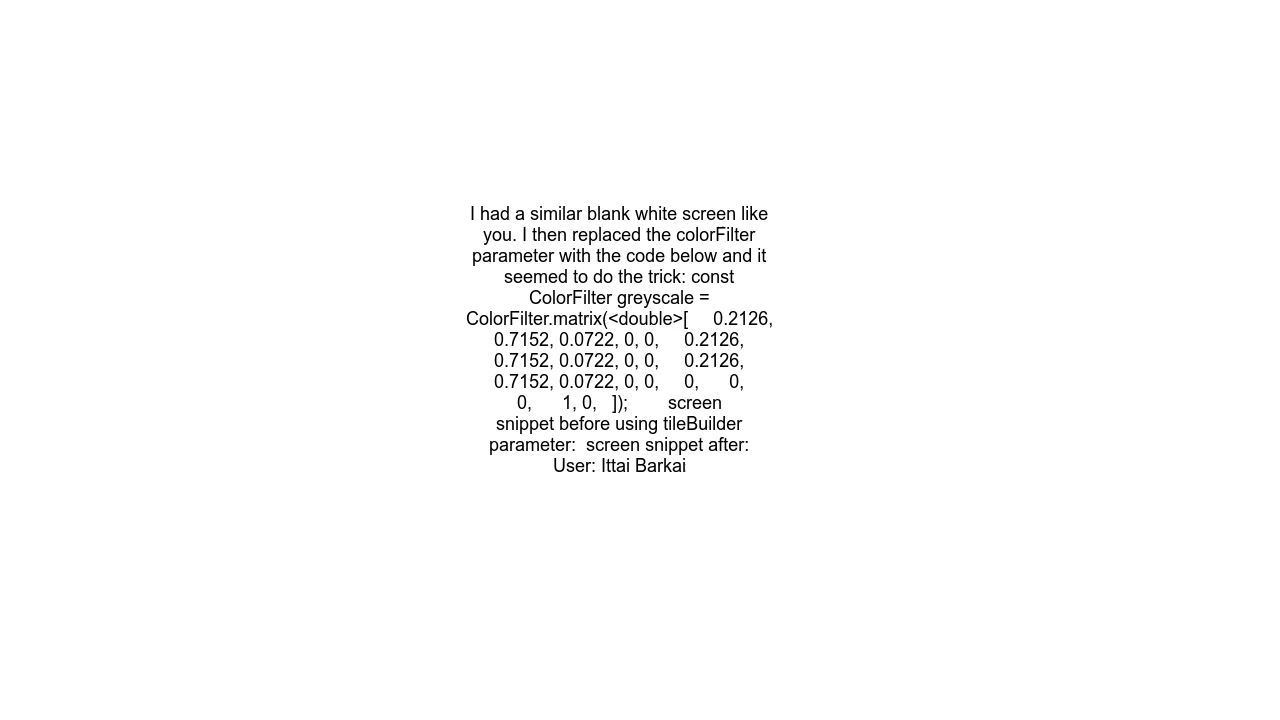 I had a similar blank white screen like
you. I then replaced the colorFilter
parameter with the code below and it
seemed to do the trick: const
ColorFilter greyscale =
ColorFilter.matrix(<double>[     0.2126,
0.7152, 0.0722, 0, 0,     0.2126,
0.7152, 0.0722, 0, 0,     0.2126,
0.7152, 0.0722, 0, 0,     0,      0,
0,      1, 0,   ]);        screen
snippet before using tileBuilder
parameter:  screen snippet after:
User: Ittai Barkai